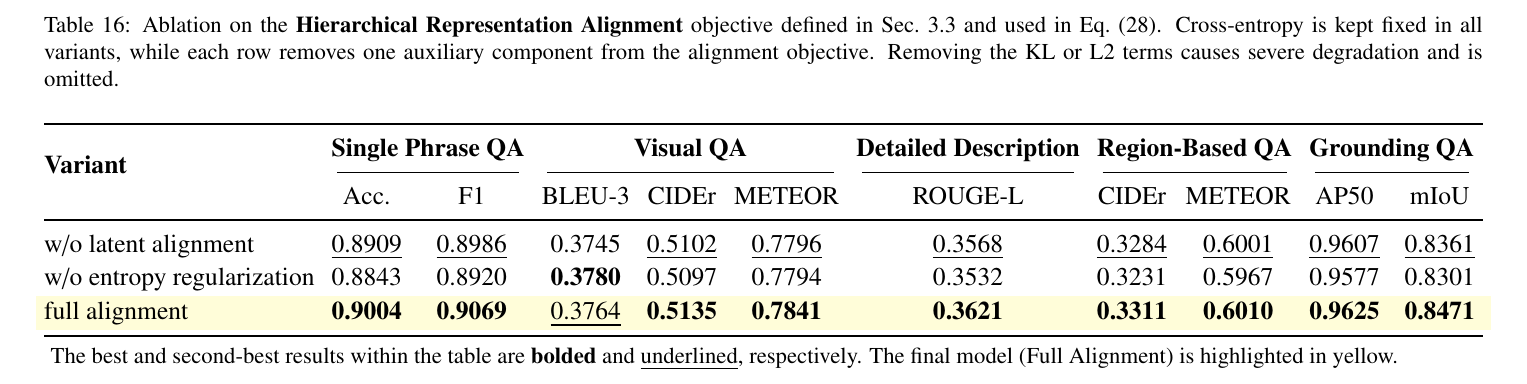 Table 16: Ablation on the Hierarchical Representation Alignment objective defined in Sec. 3.3 and used in Eq. (28). Cross-entropy is kept fixed in all
variants, while each row removes one auxiliary component from the alignment objective. Removing the KL or L2 terms causes severe degradation and is
omitted.
Variant Single Phrase QA Visual QA Detailed Description Region-Based QA Grounding QA
Acc. F1 BLEU-3 CIDEr METEOR ROUGE-L CIDEr METEOR AP50 mIoU
w/o latent alignment 0.8909 0.8986 0.3745 0.5102 0.7796 0.3568 0.3284 0.6001 0.9607 0.8361
w/o entropy regularization 0.8843 0.8920 0.3780 0.5097 0.7794 0.3532 0.3231 0.5967 0.9577 0.8301
full alignment 0.9004 0.9069 0.3764 0.5135 0.7841 0.3621 0.3311 0.6010 0.9625 0.8471
The best and second-best results within the table are bolded and underlined, respectively. The final model (Full Alignment) is highlighted in yellow.